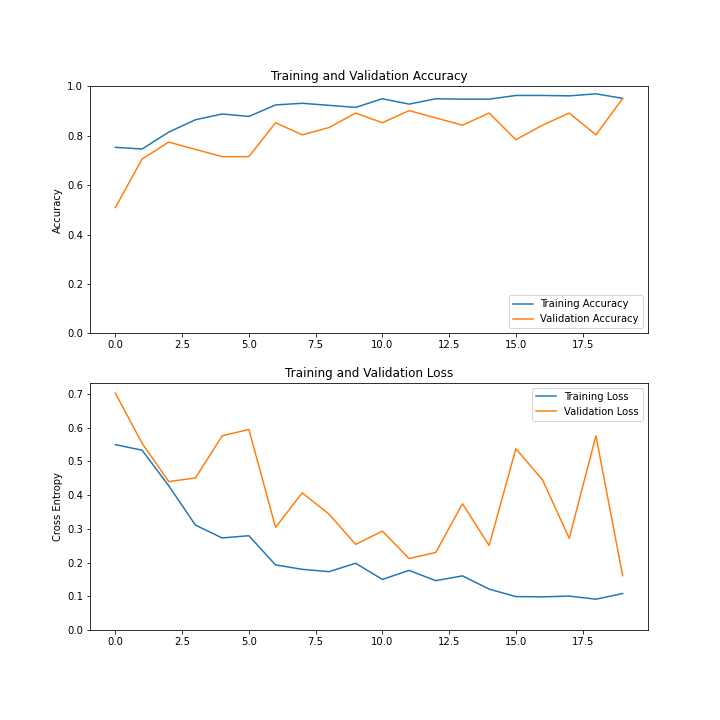 Training and Validation Accuracy
1.0
0.8
0.6
0.4
0.2
0.0
Accuracy
Training Accuracy
Validation Accuracy
0.0 2.5 5.0 7.5 10.0 12.5 15.0 17.5
Training and Validation Loss
0.7
0.6
0.5
0.4
0.3
0.2
0.1
0.0
Cross Entropy
Training Loss
Validation Loss
0.0 2.5 5.0 7.5 10.0 12.5 15.0 17.5